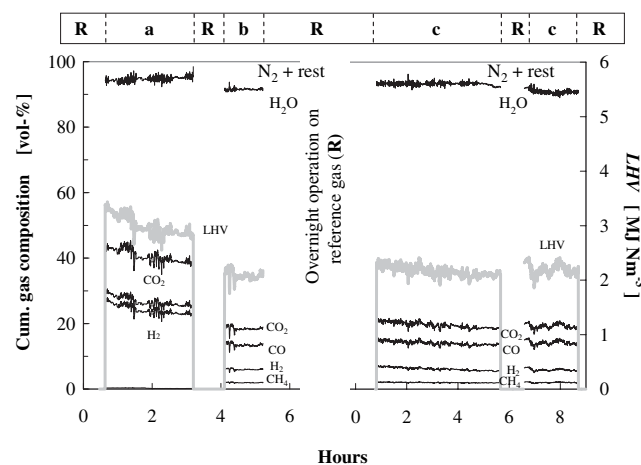 R a R b R c R c R
N₂ + rest
H₂O
N₂ + rest
H₂O
100
80
60
40
20
0
Cum. gas composition [vol-%]
LHV
CO₂
H₂
CO₂
CO
H₂
CH₄
Overnight operation on
reference gas (R)
LHV
CO₂
CO
H₂
CH₄
6
5
4
3
2
1
0
LHV [MJ Nm⁻³]
0 2 4 6 0 2 4 6 8
Hours